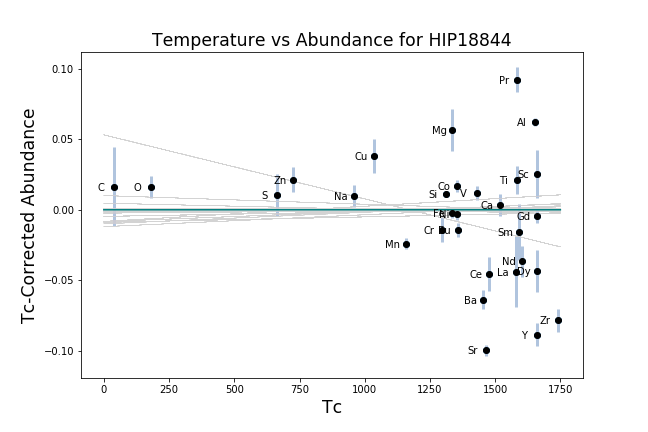 Temperature vs Abundance for HIP18844
Tc-Corrected Abundance
0.10
0.05
0.00
−0.05
−0.10
Pr
Al
Mg
Cu
Sc
Ti
Zn
C
O
Co
S
Na
Si
V
Ca
Gd
Cr
Sm
Mn
Nd
Ce
La
Dy
Ba
Zr
Y
Sr
0
250
500
750
1000
1250
1500
1750
Tc